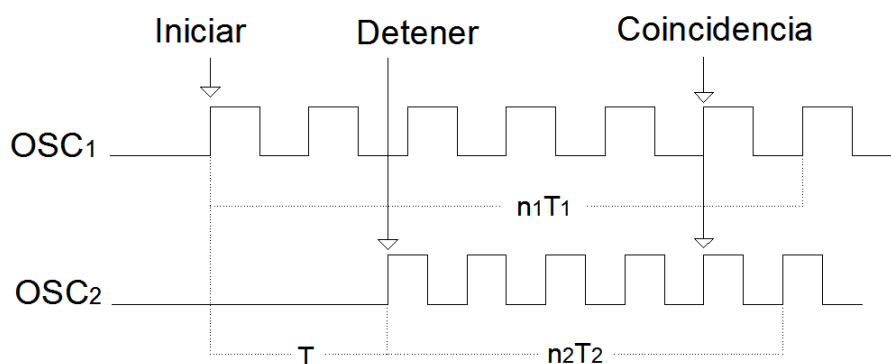 Iniciar
Detener
Coincidencia
OSC1
n1T1
OSC2
T
n2T2